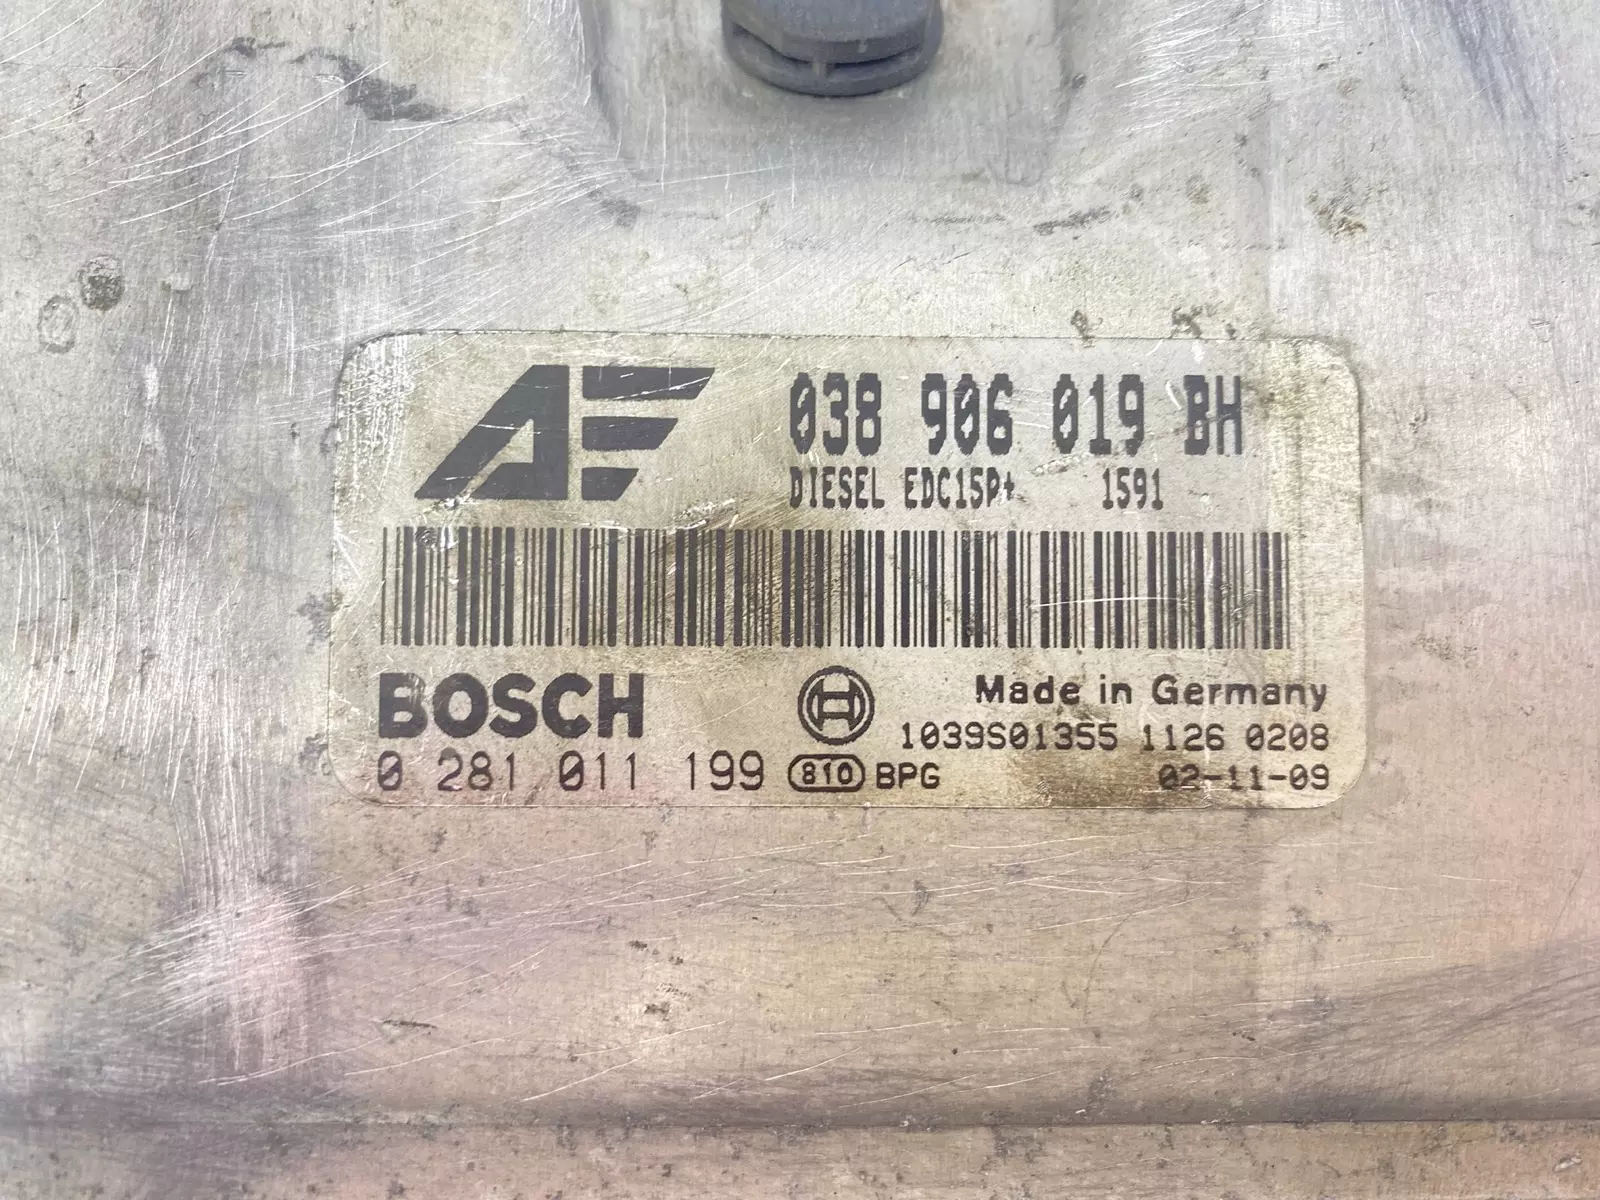 AF
038 906 019 BH
DIESEL EDC15P+ 1591
BOSCH
Made in Germany
1039S01355 1126 0208
0 281 011 199 810 BPG 02-11-09